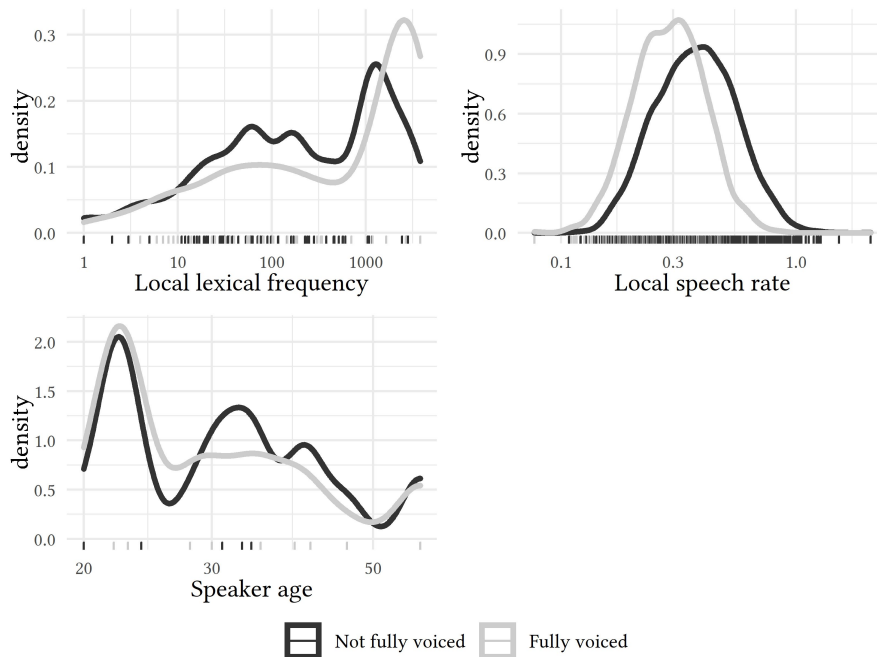 density
0.3
0.2
0.1
0.0
1 10 100 1000
Local lexical frequency
density
0.9
0.6
0.3
0.0
0.1 0.3 1.0
Local speech rate
density
2.0
1.5
1.0
0.5
0.0
20 30 50
Speaker age
Not fully voiced Fully voiced